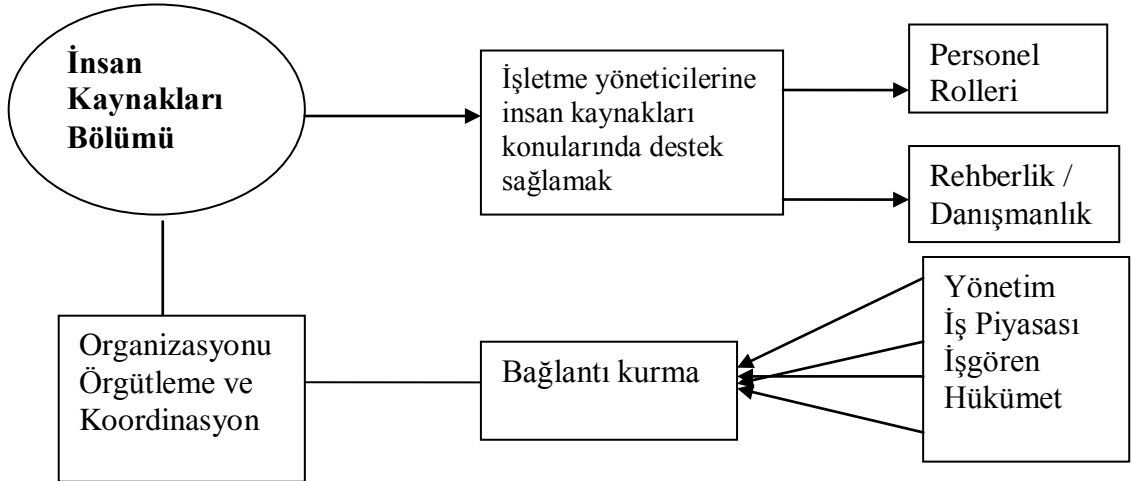 İnsan
Kaynakları
Bölümü
İşletme yöneticilerine
insan kaynakları
konularında destek
sağlamak
Personel
Rolleri
Rehberlik /
Danışmanlık
Organizasyonu
Örgütleme ve
Koordinasyon
Bağlantı kurma
Yönetim
İş Piyasası
İşgören
Hükümet